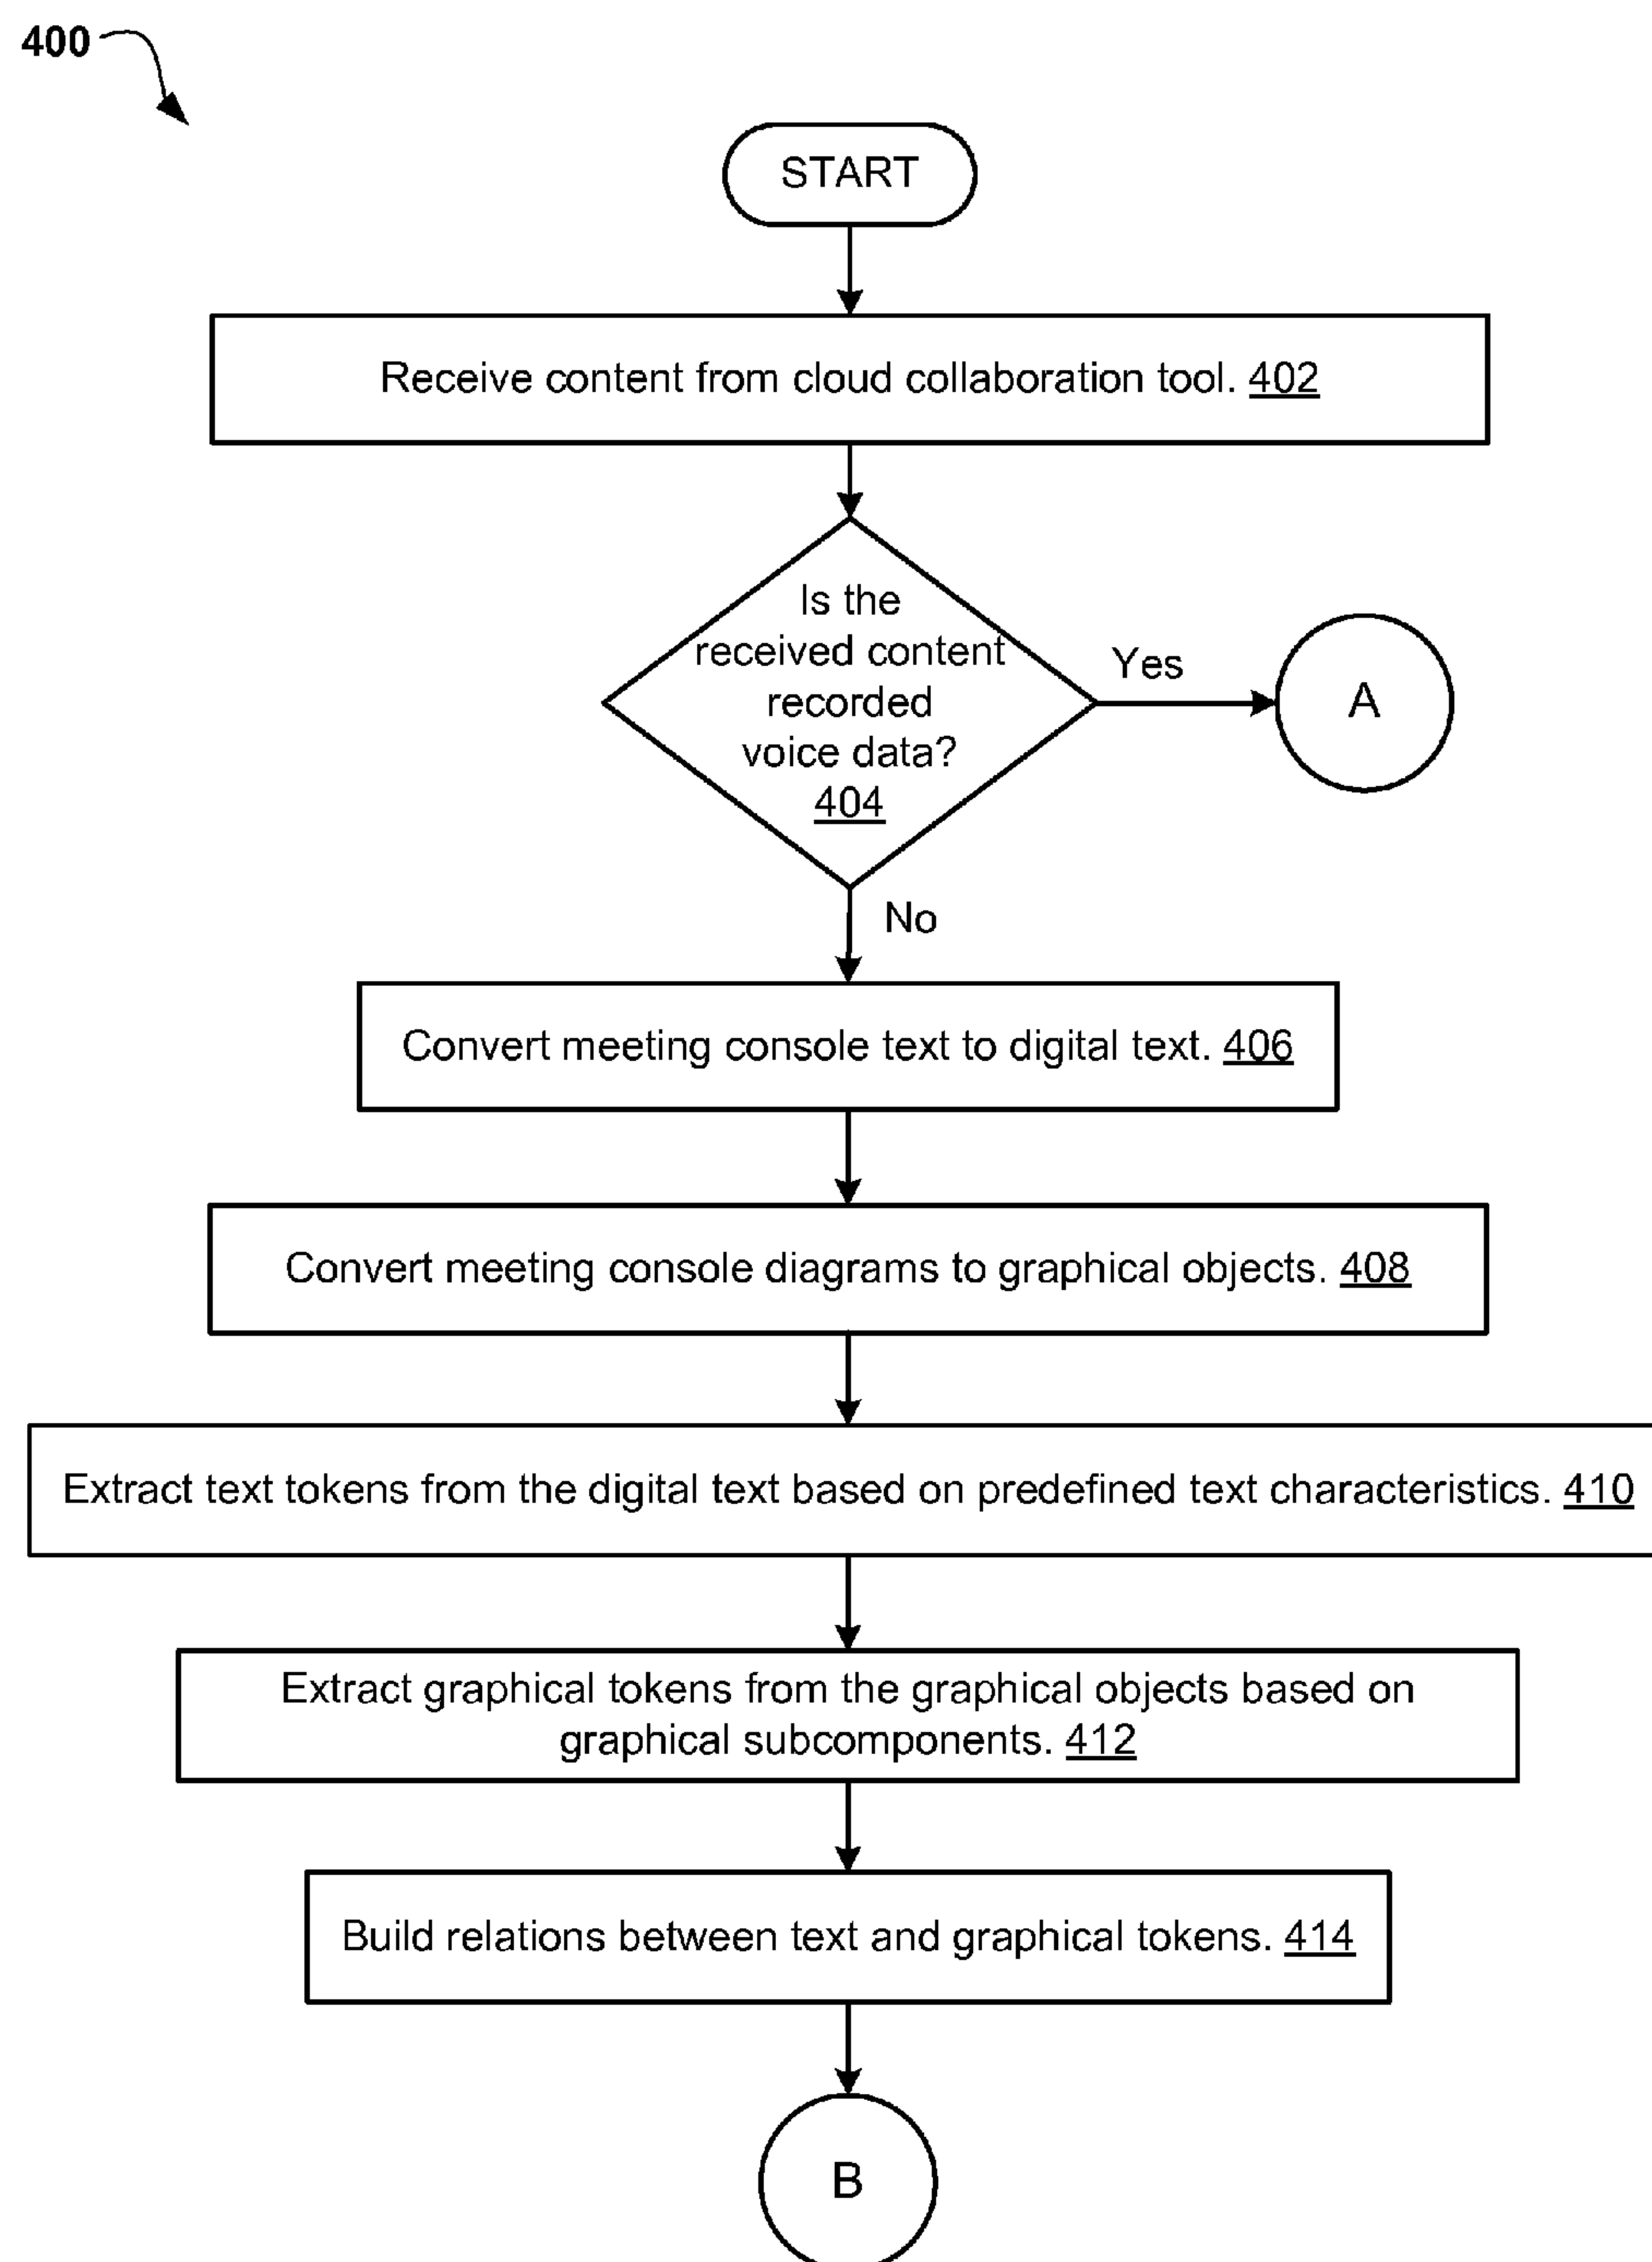 400
START
Receive content from cloud collaboration tool. 402
Is the
received content
recorded
voice data?
404
Yes
A
No
Convert meeting console text to digital text. 406
Convert meeting console diagrams to graphical objects. 408
Extract text tokens from the digital text based on predefined text characteristics. 410
Extract graphical tokens from the graphical objects based on
graphical subcomponents. 412
Build relations between text and graphical tokens. 414
B